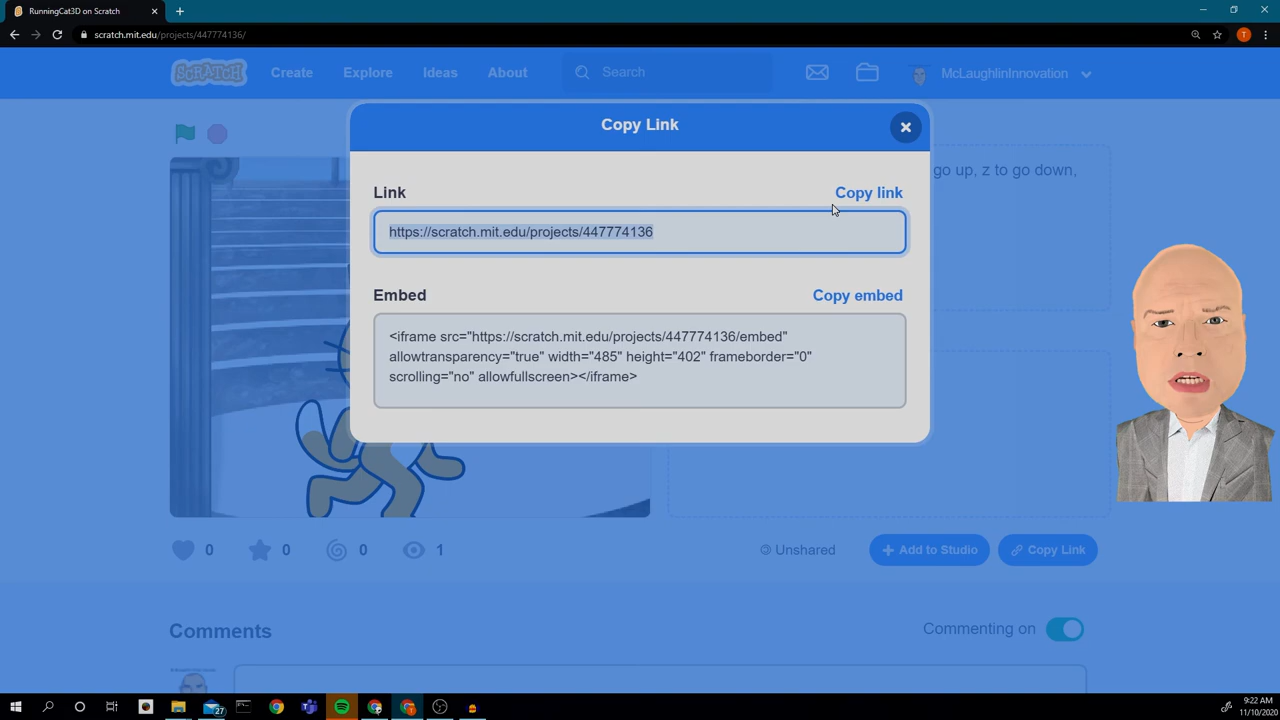 RunningCat3D on Scratch
scratch.mit.edu/projects/447774136/
T
SCRATCH
Create
Explore
Ideas
About
Search
McLaughlinInnovation
Copy Link
go up, z to go down,
Link
Copy link
https://scratch.mit.edu/projects/447774136
Embed
Copy embed
<iframe src="https://scratch.mit.edu/projects/447774136/embed"
allowtransparency="true" width="485" height="402" frameborder="0"
scrolling="no" allowfullscreen></iframe>
0
0
0
1
Unshared
+ Add to Studio
Copy Link
Comments
Commenting on
27
9:22 AM
11/10/2020